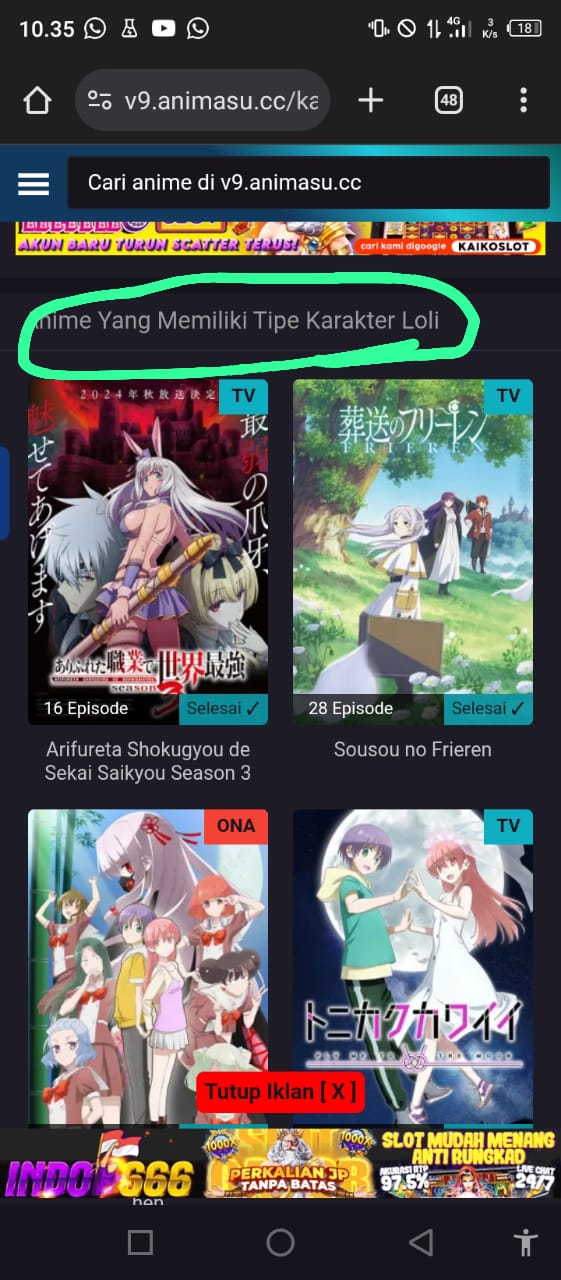 10.35
4G
3
K/s
18
v9.animasu.cc/ka
48
Cari anime di v9.animasu.cc
AKUN BARU TURUN SCATTER TERUS!
cari kami digoogle
KAIKOSLOT
nime Yang Memiliki Tipe Karakter Loli
TV
2024年秋放送決定
最弱の爪牙、
魅せてあげます
ありふれた職業で世界最強
season 3
16 Episode
Selesai ✓
Arifureta Shokugyou de
Sekai Saikyou Season 3
TV
葬送のフリーレン
FRIEREN
28 Episode
Selesai ✓
Sousou no Frieren
ONA
TV
トニカクカワイイ
FLY ME TO THE MOON
Tutup Iklan [ X ]
INDO666
1000X
1000X
PERKALIAN JP
TANPA BATAS
SLOT MUDAH MENANG
ANTI RUNGKAD
AKURASI RTP
97.5%
LIVE CHAT
24/7